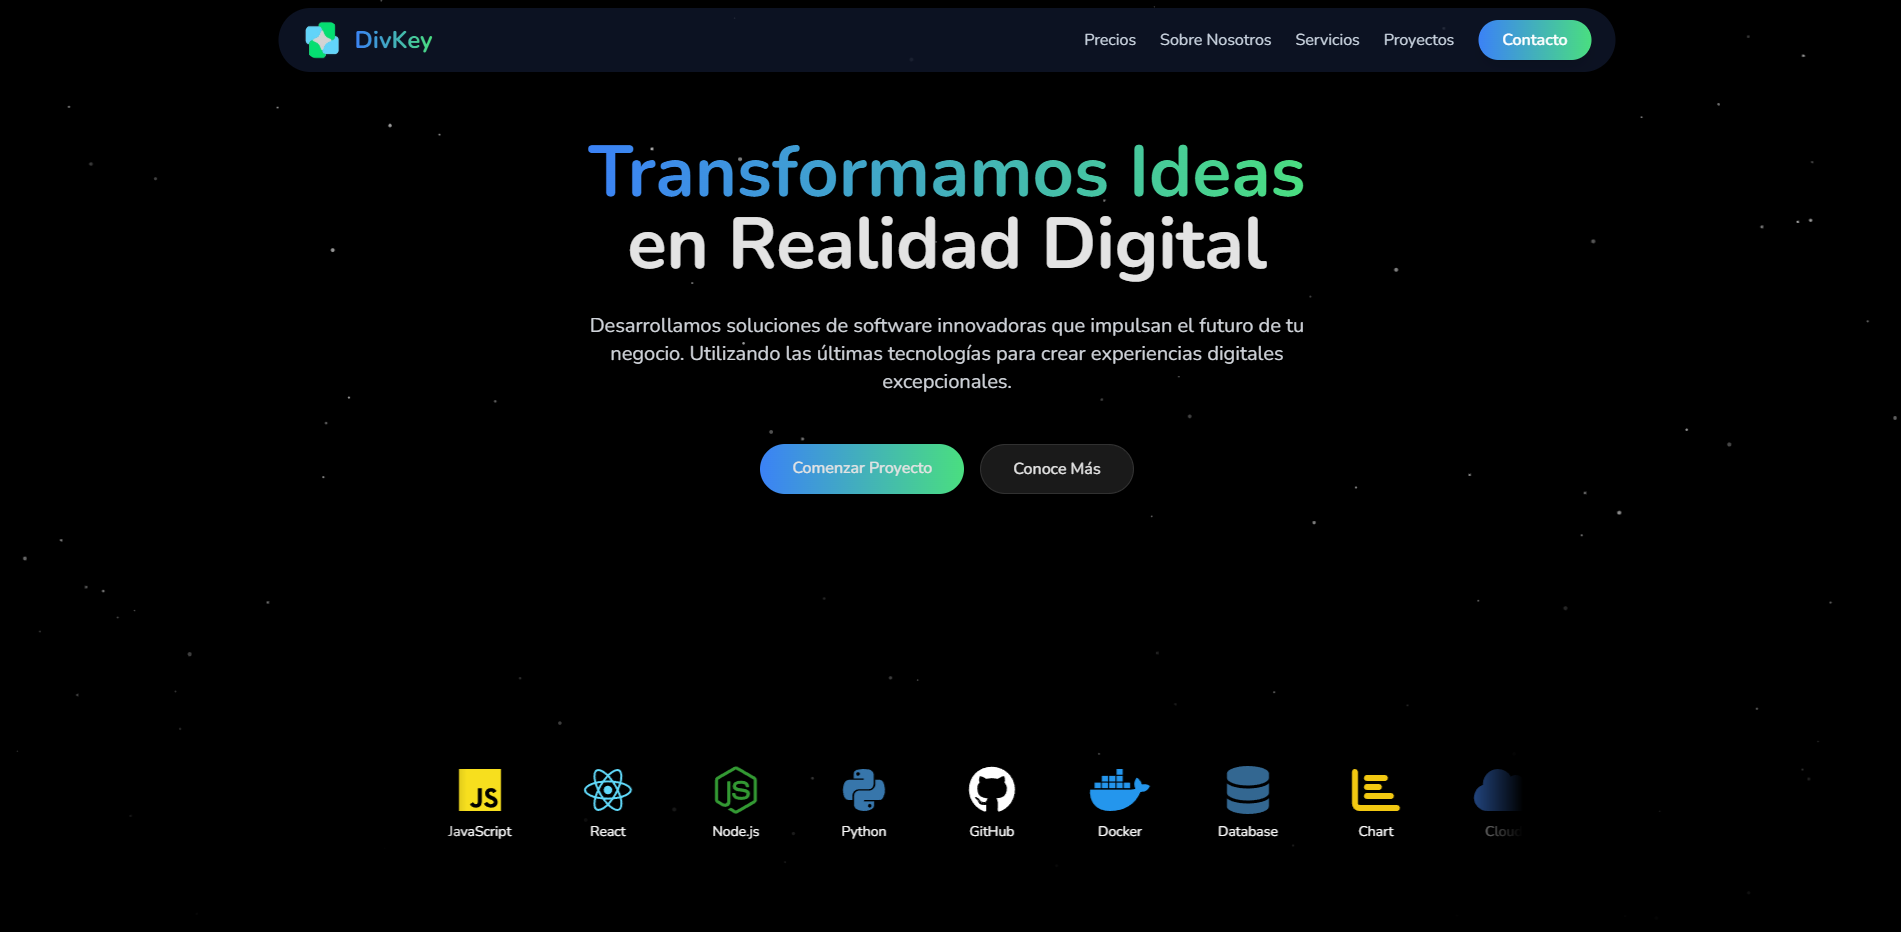 DivKey
Precios
Sobre Nosotros
Servicios
Proyectos
Contacto
Transformamos Ideas
en Realidad Digital
Desarrollamos soluciones de software innovadoras que impulsan el futuro de tu
negocio. Utilizando las últimas tecnologías para crear experiencias digitales
excepcionales.
Comenzar Proyecto
Conoce Más
JS
JS
JavaScript
React
Node.js
Python
GitHub
Docker
Database
Chart
Cloud